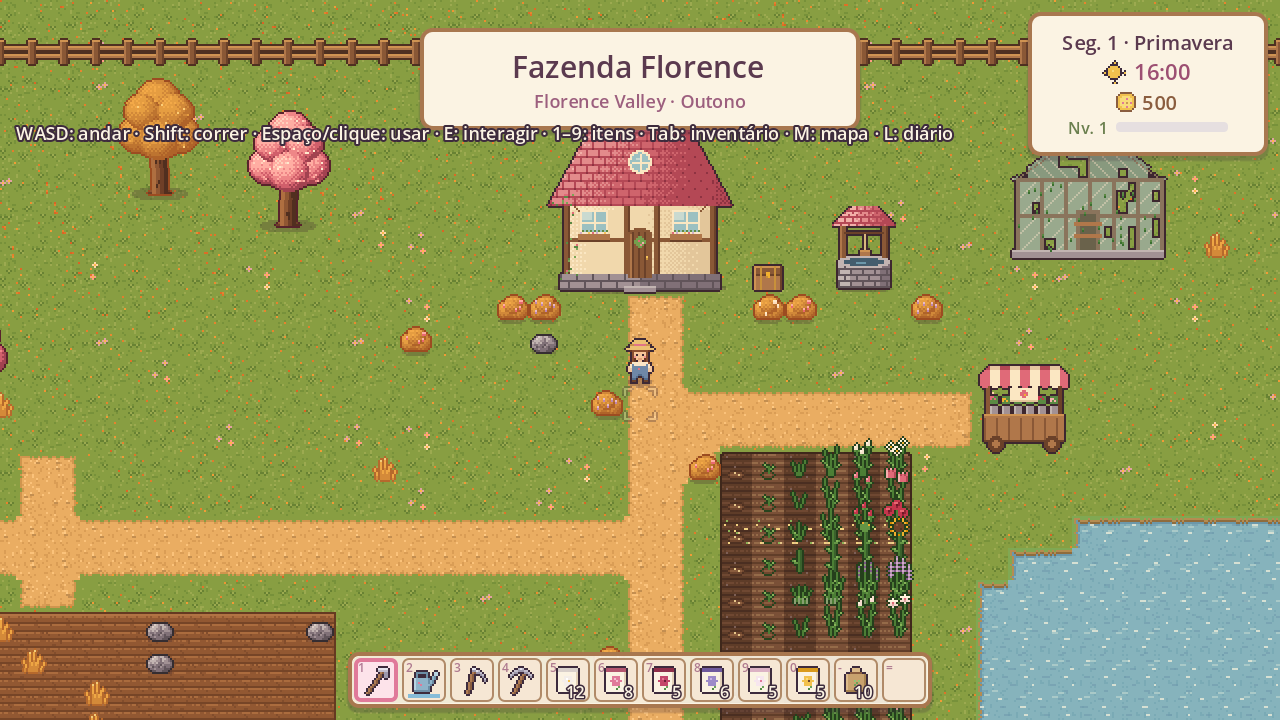 Fazenda Florence
Florence Valley · Outono
Seg. 1 · Primavera
16:00
500
Nv. 1
WASD: andar · Shift: correr · Espaço/clique: usar · E: interagir · 1–9: itens · Tab: inventário · M: mapa · L: diário
1 2 3 4 5 6 7 8 9 0 - =
12 8 5 6 5 5 10